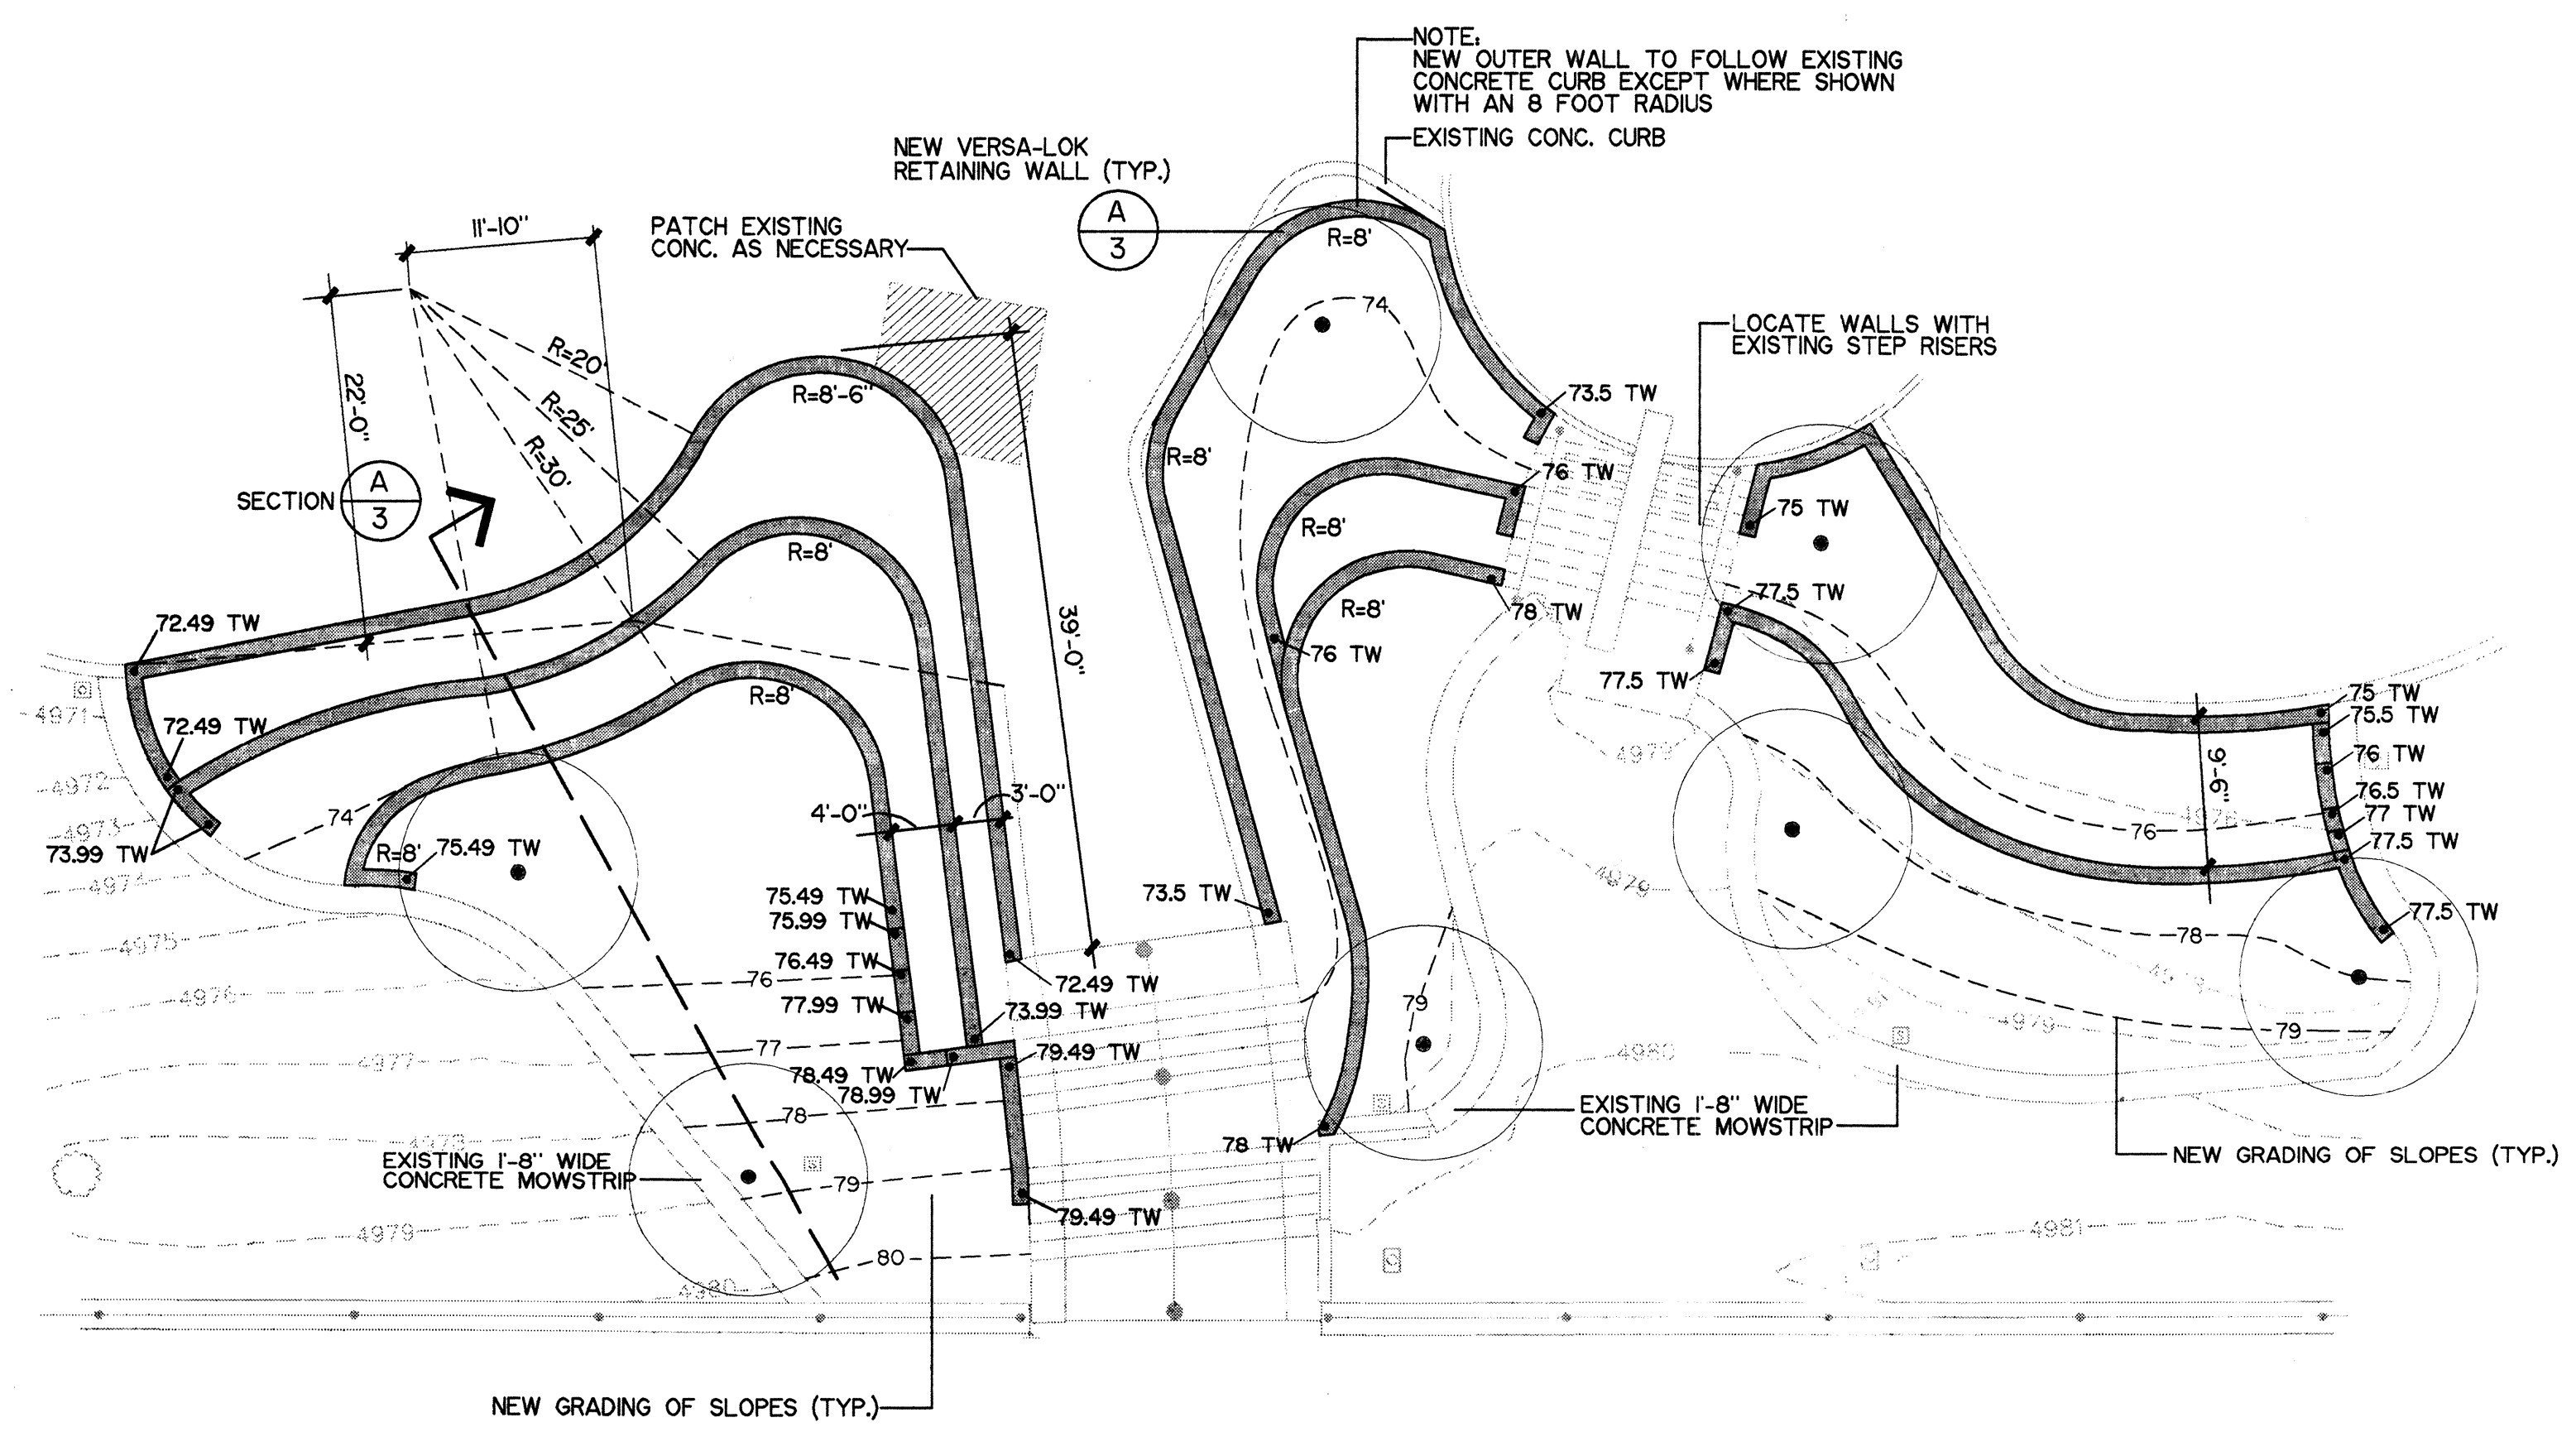 NOTE:
NEW OUTER WALL TO FOLLOW EXISTING
CONCRETE CURB EXCEPT WHERE SHOWN
WITH AN 8 FOOT RADIUS
EXISTING CONC. CURB
NEW VERSA-LOK
RETAINING WALL (TYP.)
A
3
11'-10"
PATCH EXISTING
CONC. AS NECESSARY
R=8'
74
LOCATE WALLS WITH
EXISTING STEP RISERS
R=20'
R=25'
R=30'
22'-0"
R=8'-6"
SECTION
A
3
73.5 TW
R=8'
76 TW
75 TW
R=8'
R=8'
R=8'
77.5 TW
78 TW
72.49 TW
39'-0"
76 TW
77.5 TW
R=8'
75 TW
75.5 TW
4971
72.49 TW
4979
76 TW
9'-6"
4972
76.5 TW
3'-0"
4'-0"
74
4973
77 TW
76
77.5 TW
73.99 TW
R=8'
75.49 TW
4974
4979
75.49 TW
73.5 TW
77.5 TW
75.99 TW
4975
78
76.49 TW
76
72.49 TW
4976
77.99 TW
73.99 TW
79
4979
79
77
79.49 TW
4980
4977
78.49 TW
78.99 TW
78
EXISTING 1'-8" WIDE
CONCRETE MOWSTRIP
78 TW
4978
EXISTING 1'-8" WIDE
CONCRETE MOWSTRIP
NEW GRADING OF SLOPES (TYP.)
79
79.49 TW
4979
4981
80
4980
NEW GRADING OF SLOPES (TYP.)